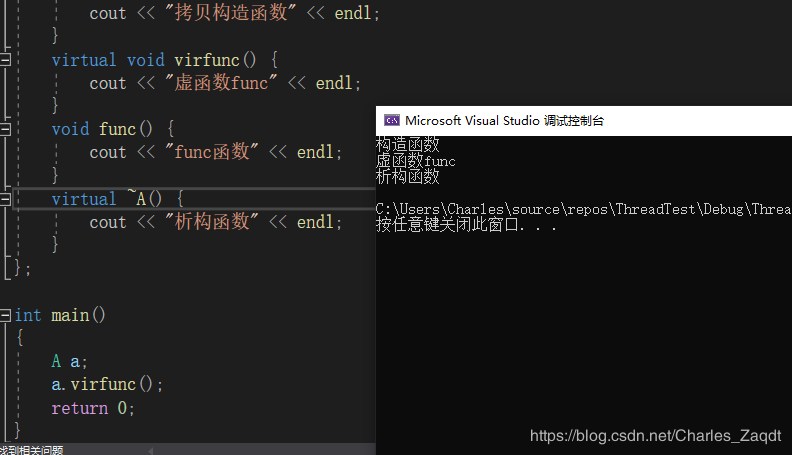 cout << "拷贝构造函数" << endl;
}
virtual void virfunc() {
cout << "虚函数func" << endl;
}
void func() {
cout << "func函数" << endl;
}
virtual ~A() {
cout << "析构函数" << endl;
}
};
int main()
{
A a;
a.virfunc();
return 0;
}
找到相关问题
Microsoft Visual Studio 调试控制台
构造函数
虚函数func
析构函数
C:\Users\Charles\source\repos\ThreadTest\Debug\Threa
按任意键关闭此窗口. . .
https://blog.csdn.net/Charles_Zaqdt